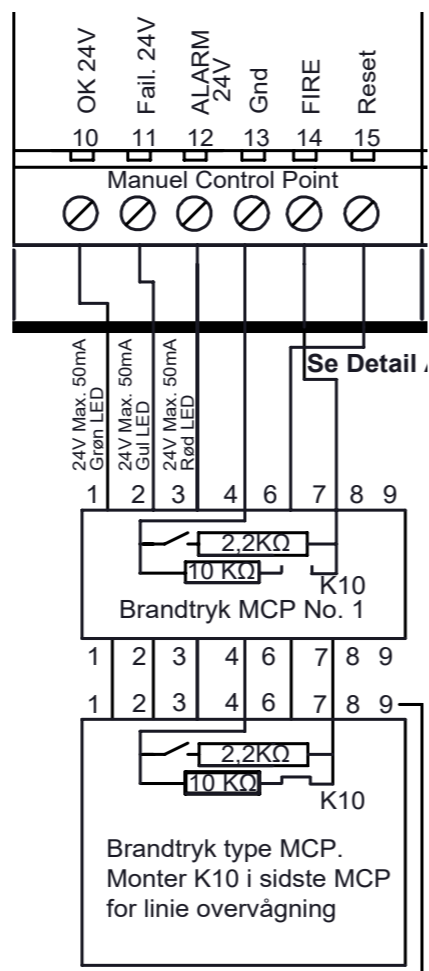 OK 24V
Fail. 24V
ALARM
24V
Gnd
FIRE
Reset
10 11 12 13 14 15
Manuel Control Point
Se Detail
24V Max. 50mA
Grøn LED
24V Max. 50mA
Gul LED
24V Max. 50mA
Rød LED
1 2 3 4 6 7 8 9
2,2KΩ
10 KΩ
K10
Brandtryk MCP No. 1
1 2 3 4 6 7 8 9
1 2 3 4 6 7 8 9
2,2KΩ
10 KΩ
K10
Brandtryk type MCP.
Monter K10 i sidste MCP
for linie overvågning